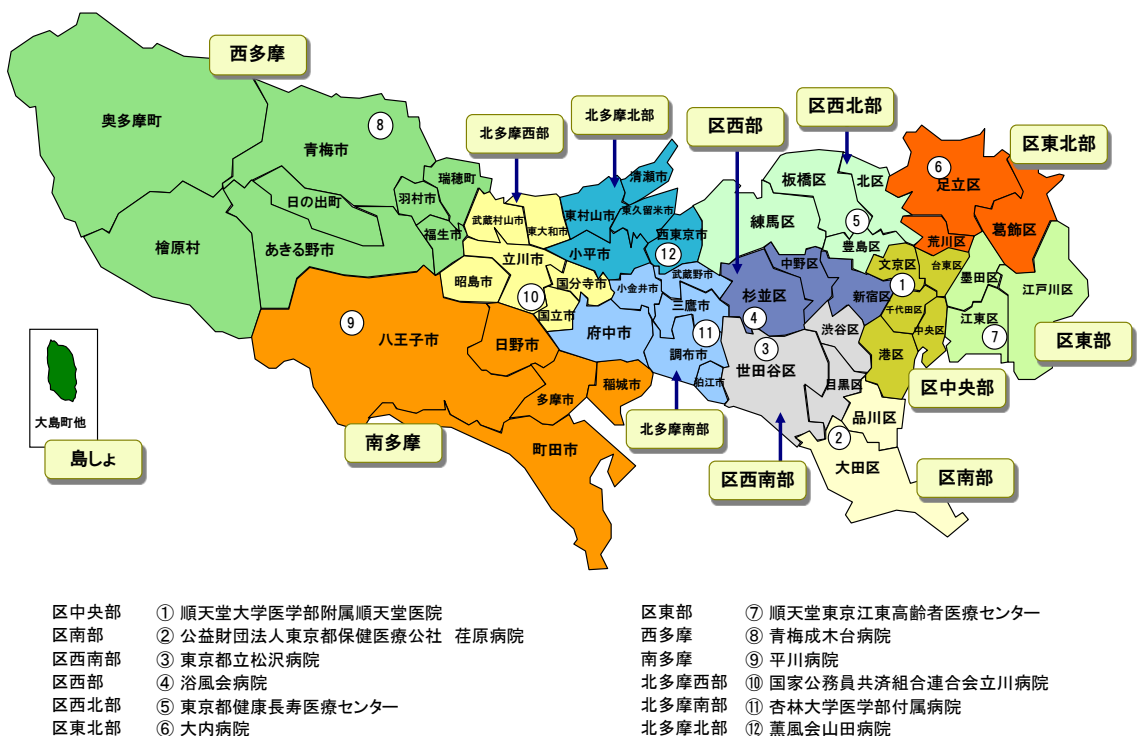 西多摩
奥多摩町
⑧
青梅市
瑞穂町
羽村市
日の出町
福生市
檜原村
あきる野市
北多摩西部
武蔵村山市
東大和市
立川市
昭島市
国分寺市
⑩
国立市
北多摩北部
清瀬市
東村山市
東久留米市
西東京市
小平市
⑫
区西部
中野区
杉並区
新宿区
④
区西北部
板橋区
北区
練馬区
⑤
豊島区
区東北部
⑥
足立区
荒川区
葛飾区
文京区
台東区
①
千代田区
中央区
港区
区中央部
墨田区
江戸川区
江東区
⑦
区東部
武蔵野市
小金井市
三鷹市
府中市
⑪
調布市
狛江市
北多摩南部
渋谷区
③
世田谷区
目黒区
区西南部
品川区
②
大田区
区南部
⑨
八王子市
日野市
多摩市
稲城市
町田市
南多摩
大島町他
島しょ
区中央部 ① 順天堂大学医学部附属順天堂医院
区南部 ② 公益財団法人東京都保健医療公社 荏原病院
区西南部 ③ 東京都立松沢病院
区西部 ④ 浴風会病院
区西北部 ⑤ 東京都健康長寿医療センター
区東北部 ⑥ 大内病院
区東部 ⑦ 順天堂東京江東高齢者医療センター
西多摩 ⑧ 青梅成木台病院
南多摩 ⑨ 平川病院
北多摩西部 ⑩ 国家公務員共済組合連合会立川病院
北多摩南部 ⑪ 杏林大学医学部付属病院
北多摩北部 ⑫ 薫風会山田病院